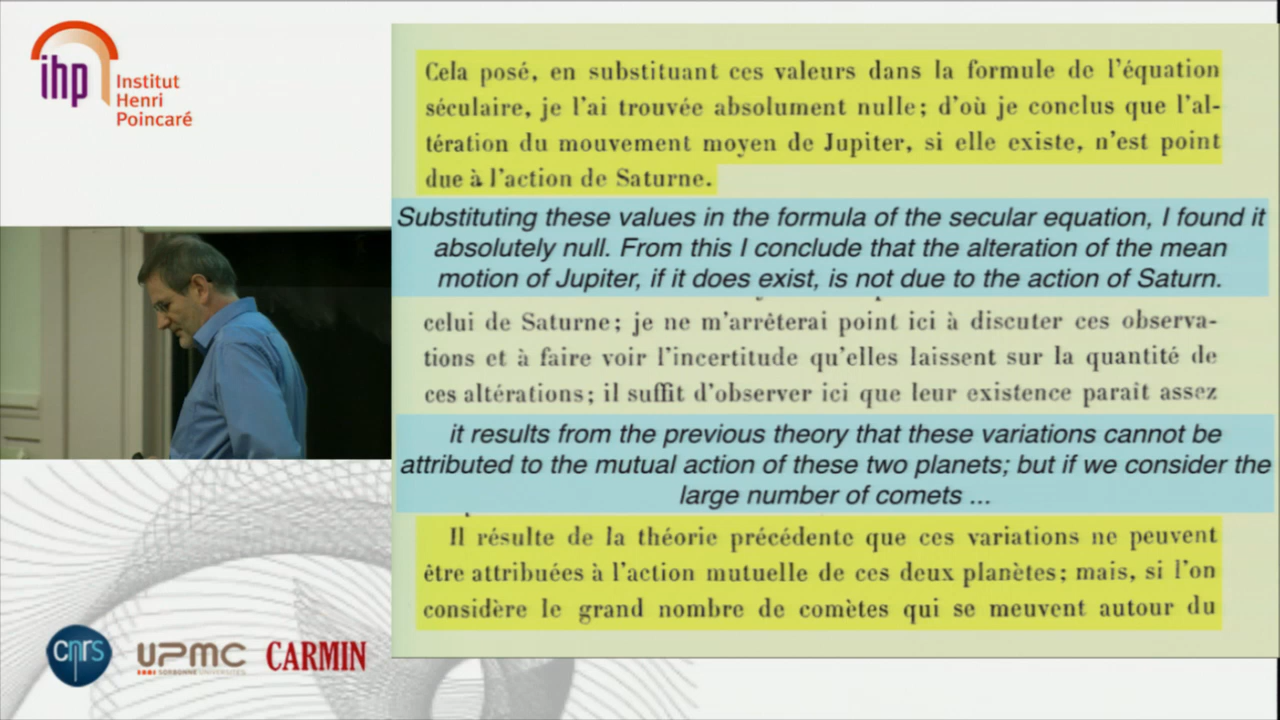 ihp
Institut
Henri
Poincaré
Cela posé, en substituant ces valeurs dans la formule de l'équation
séculaire, je l'ai trouvée absolument nulle; d'où je conclus que l'al-
tération du mouvement moyen de Jupiter, si elle existe, n'est point
due à l'action de Saturne.
Substituting these values in the formula of the secular equation, I found it
absolutely null. From this I conclude that the alteration of the mean
motion of Jupiter, if it does exist, is not due to the action of Saturn.
celui de Saturne; je ne m'arrêterai point ici à discuter ces observa-
tions et à faire voir l'incertitude qu'elles laissent sur la quantité de
ces altérations; il suffit d'observer ici que leur existence paraît assez
it results from the previous theory that these variations cannot be
attributed to the mutual action of these two planets; but if we consider the
large number of comets ...
Il résulte de la théorie précédente que ces variations ne peuvent
être attribuées à l'action mutuelle de ces deux planètes; mais, si l'on
considère le grand nombre de comètes qui se meuvent autour du
cnrs
UPMC
SORBONNE UNIVERSITÉS
CARMIN